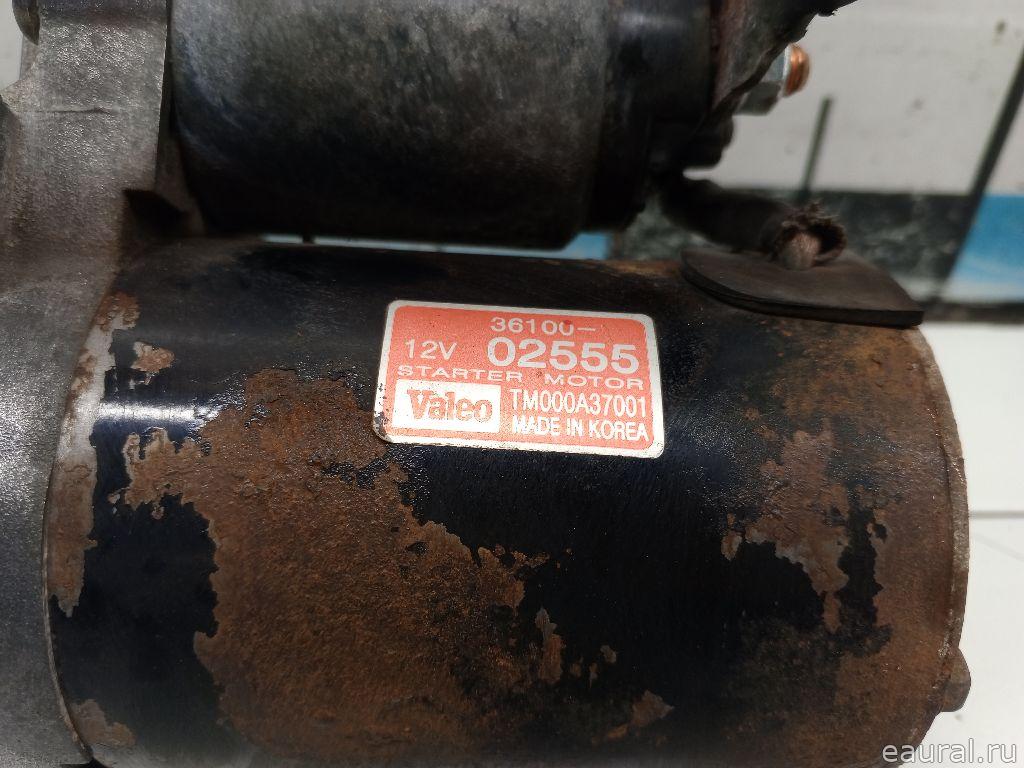 36100-
12V 02555
STARTER MOTOR
Valeo TM000A37001
MADE IN KOREA
eaural.ru